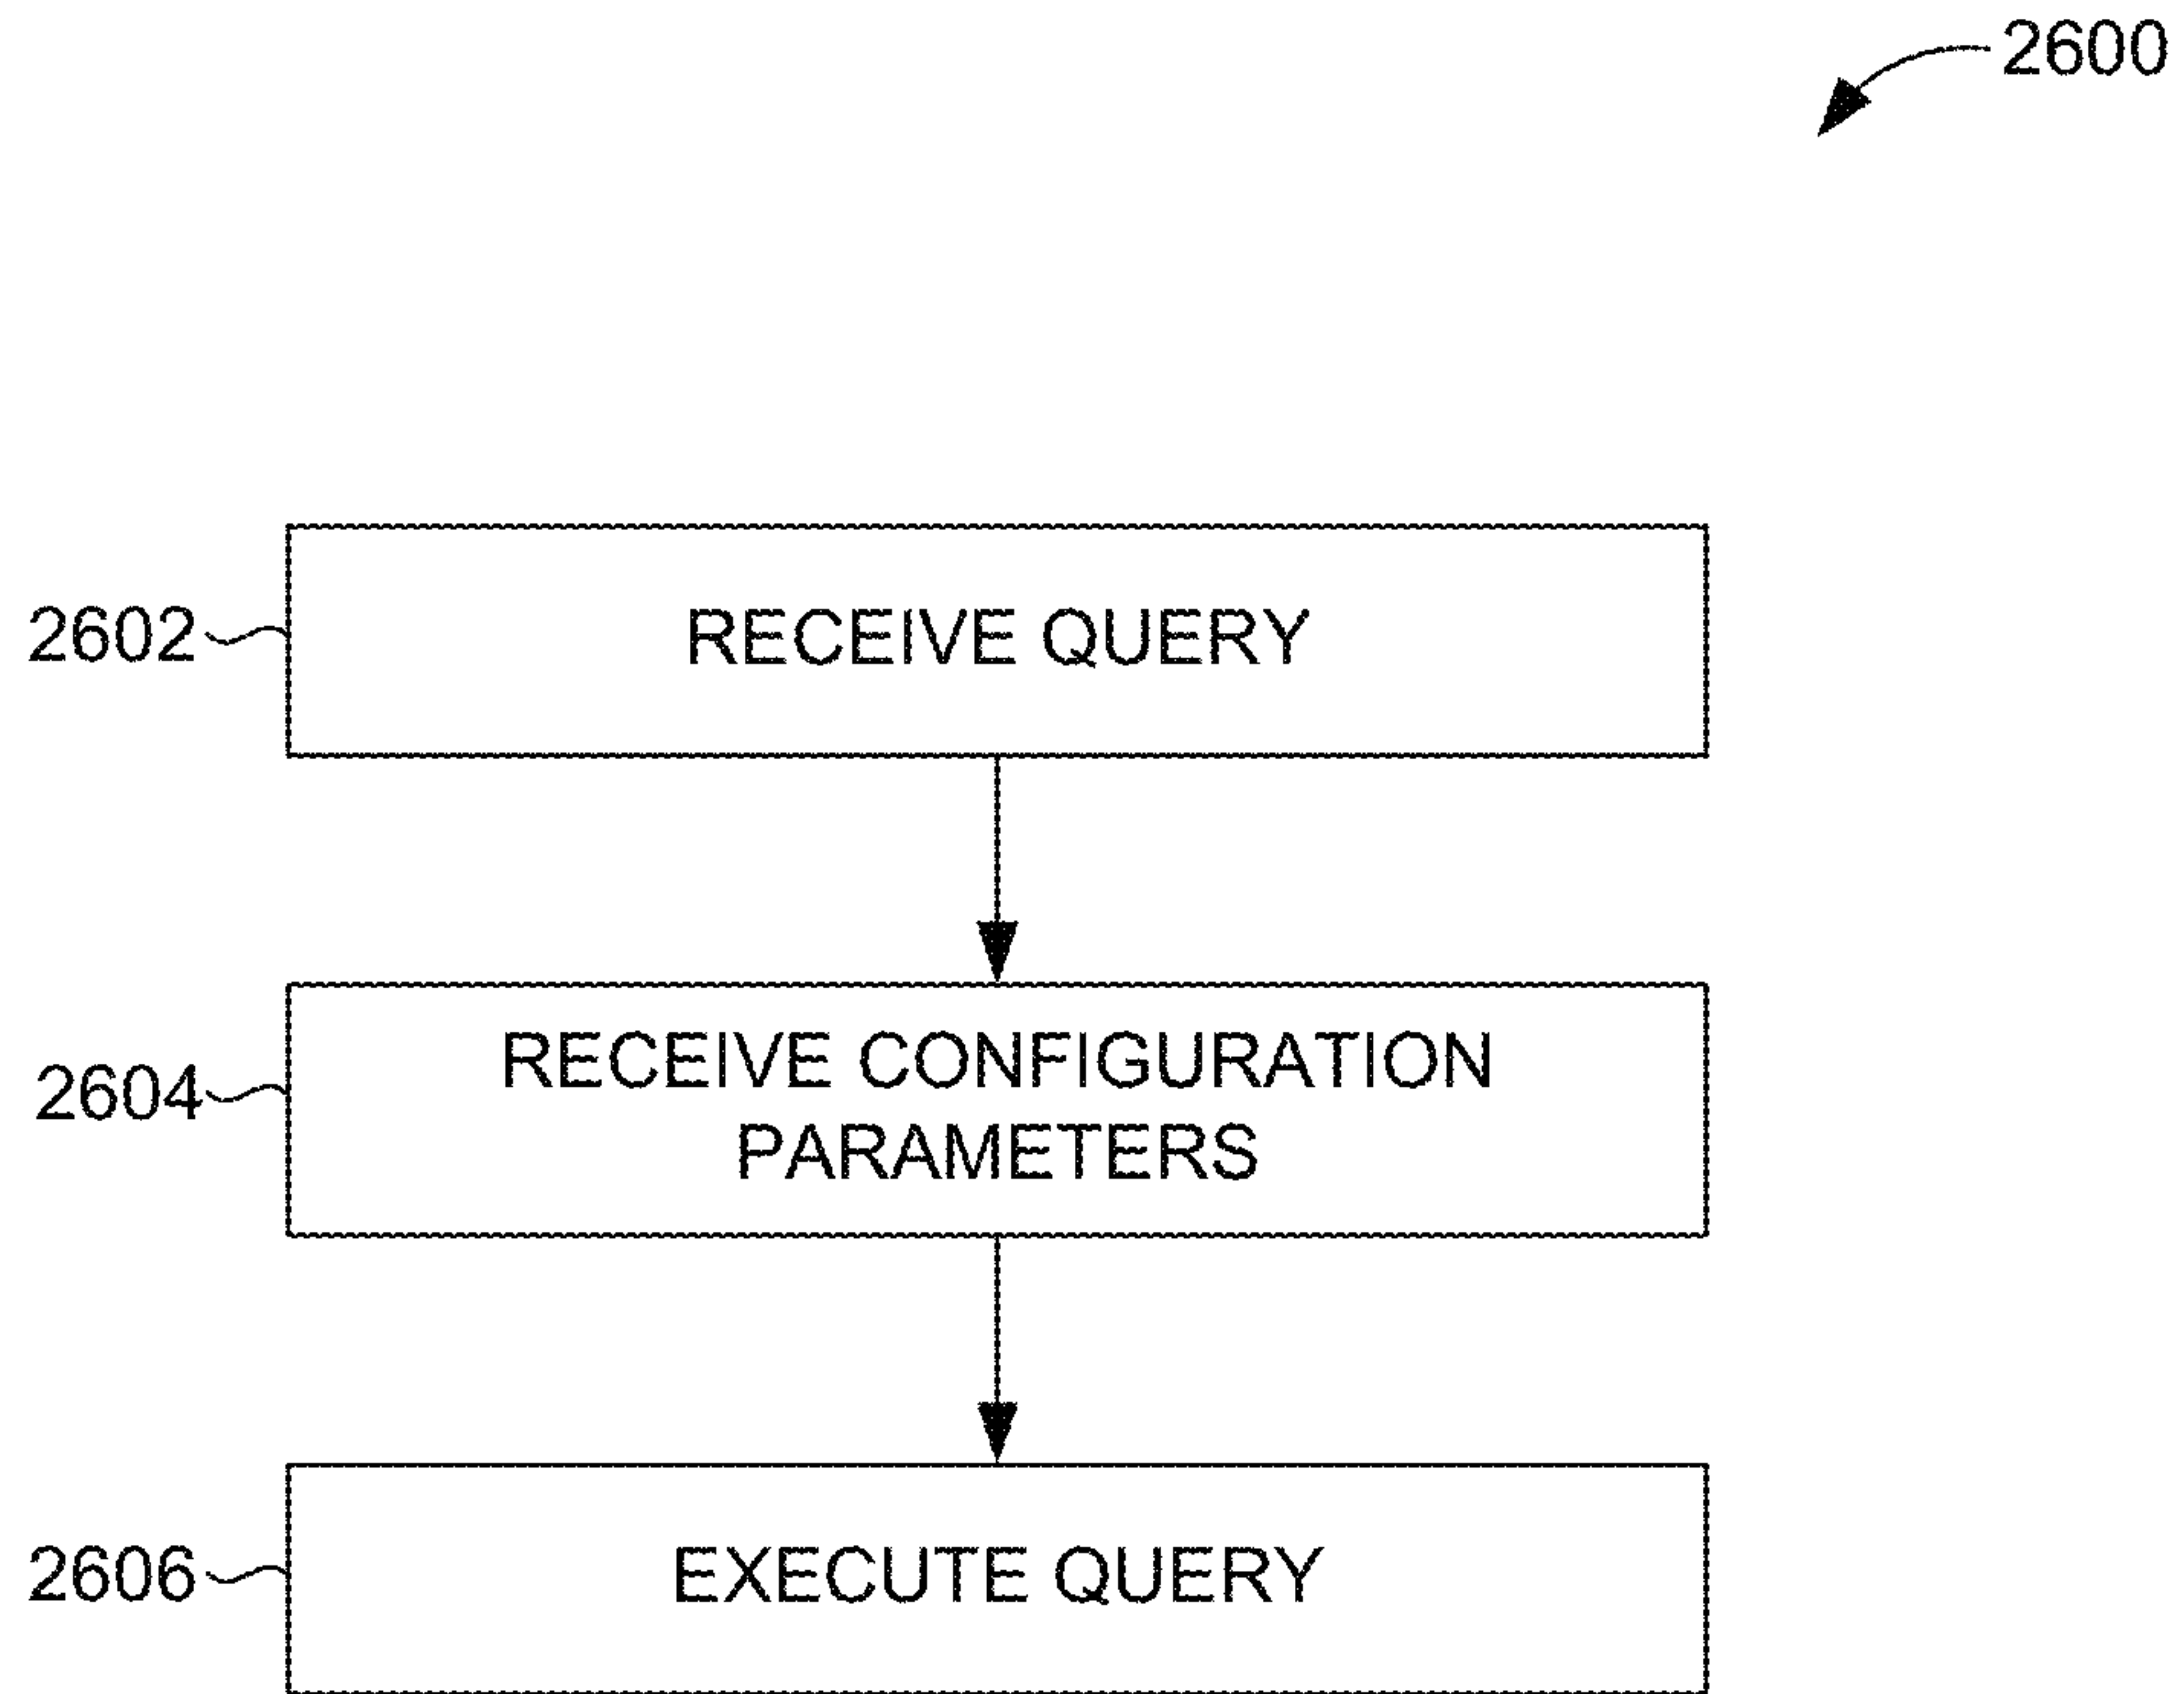 2600
2602
RECEIVE QUERY
2604
RECEIVE CONFIGURATION
PARAMETERS
2606
EXECUTE QUERY